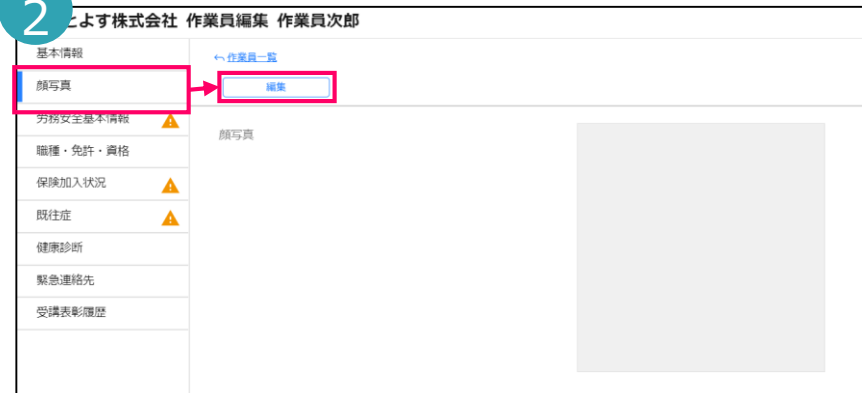 2
とよす株式会社 作業員編集 作業員次郎
基本情報
顔写真
労務安全基本情報
職種・免許・資格
保険加入状況
既往症
健康診断
緊急連絡先
受講表彰履歴
作業員一覧
編集
顔写真